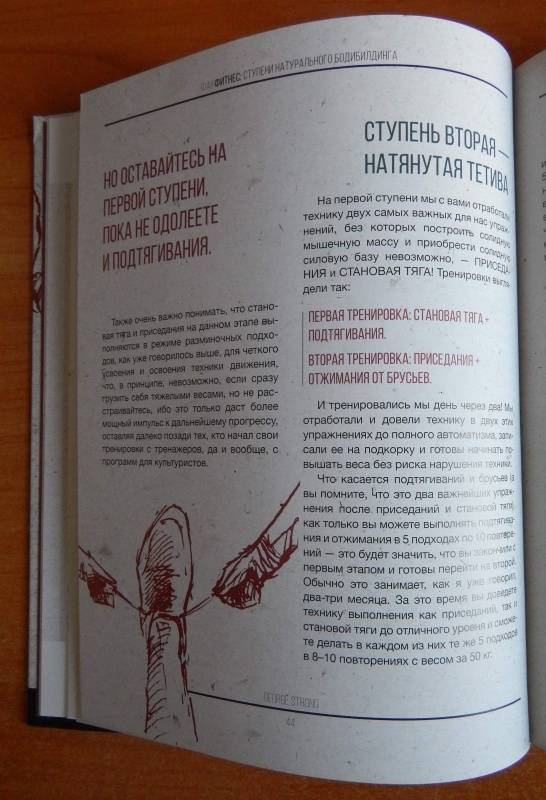 ФИТНЕС. СТУПЕНИ НАТУРАЛЬНОГО БОДИБИЛДИНГА
НО ОСТАВАЙТЕСЬ НА
ПЕРВОЙ СТУПЕНИ,
ПОКА НЕ ОДОЛЕЕТЕ
И ПОДТЯГИВАНИЯ.
Также очень важно понимать, что стано-
вая тяга и приседания на данном этапе вы-
полняются в режиме разминочных подхо-
дов, как уже говорилось выше, для четкого
усвоения и освоения техники движения,
что, в принципе, невозможно, если сразу
грузить себя тяжелыми весами, но не рас-
страивайтесь, ибо это только даст более
мощный импульс к дальнейшему прогрессу,
оставляя далеко позади тех, кто начал свои
тренировки с тренажеров, да и вообще, с
программ для культуристов.
СТУПЕНЬ ВТОРАЯ —
НАТЯНУТАЯ ТЕТИВА
На первой ступени мы с вами отработали
технику двух самых важных для нас упраж-
нений, без которых построить солидную
мышечную массу и приобрести солидную
силовую базу невозможно, — ПРИСЕДА-
НИЯ и СТАНОВАЯ ТЯГА! Тренировки выгля-
дели так:
ПЕРВАЯ ТРЕНИРОВКА: СТАНОВАЯ ТЯГА +
ПОДТЯГИВАНИЯ.
ВТОРАЯ ТРЕНИРОВКА: ПРИСЕДАНИЯ +
ОТЖИМАНИЯ ОТ БРУСЬЕВ.
И тренировались мы день через два! Мы
отработали и довели технику в двух этих
упражнениях до полного автоматизма, запи-
сали ее на подкорку и готовы начинать по-
вышать веса без риска нарушения техники.
Что касается подтягиваний и брусьев (а
вы помните, что это два важнейших упраж-
нения после приседаний и становой тяги),
как только вы можете выполнять подтягива-
ния и отжимания в 5 подходах по 10 повторе-
ний — это будет значить, что вы закончили с
первым этапом и готовы перейти на второй.
Обычно это занимает, как я уже говорил,
два-три месяца. За это время вы доведете
технику выполнения как приседаний, так и
становой тяги до отличного уровня и сможе-
те делать в каждом из них те же 5 подходов
в 8–10 повторениях с весом за 50 кг.
GEORGE STRONG
44